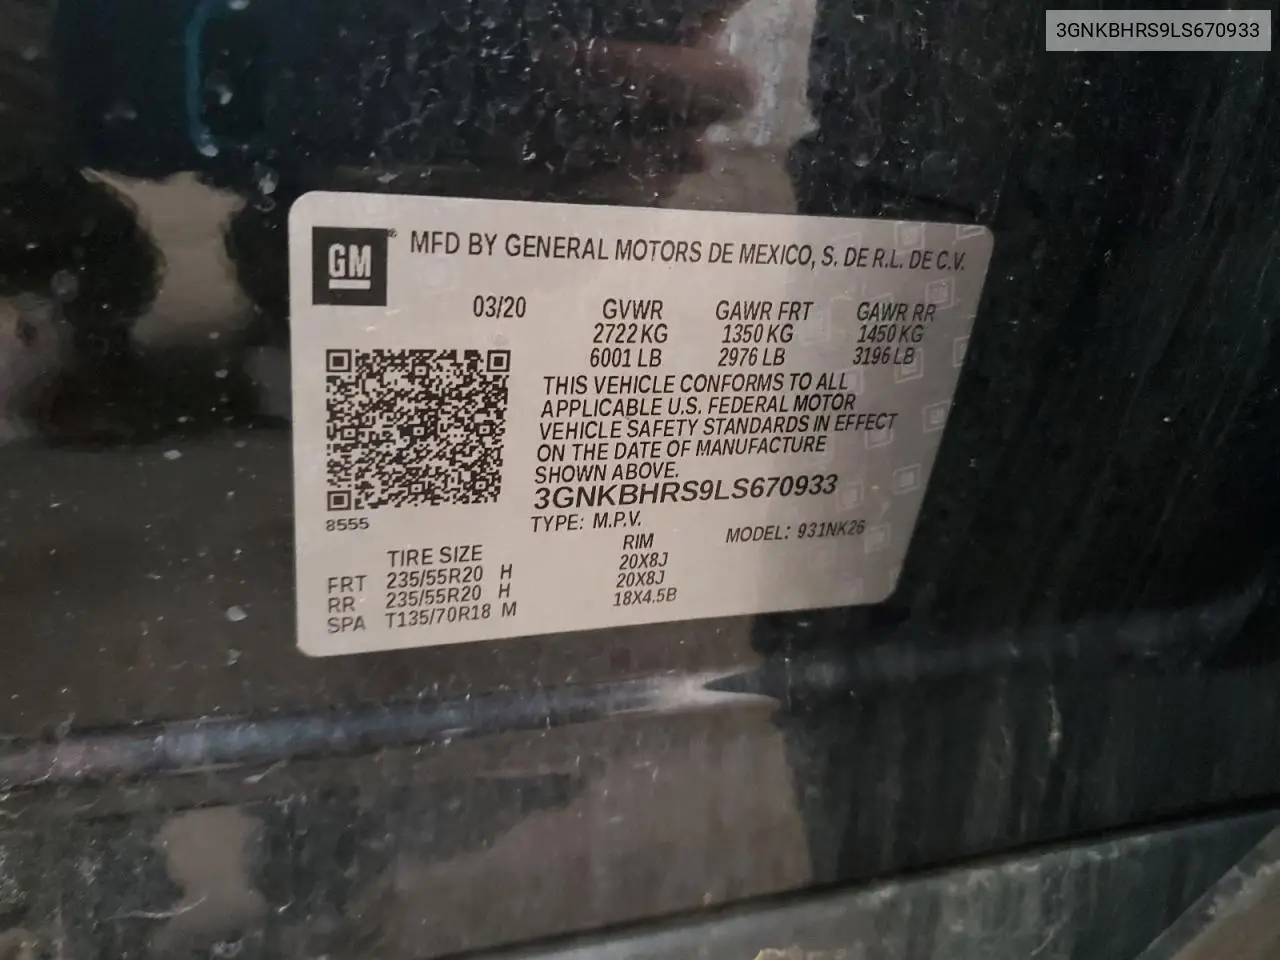 3GNKBHRS9LS670933
GM® MFD BY GENERAL MOTORS DE MEXICO, S. DE R.L. DE C.V.
03/20 GVWR GAWR FRT GAWR RR
2722 KG 1350 KG 1450 KG
6001 LB 2976 LB 3196 LB
THIS VEHICLE CONFORMS TO ALL
APPLICABLE U.S. FEDERAL MOTOR
VEHICLE SAFETY STANDARDS IN EFFECT
ON THE DATE OF MANUFACTURE
SHOWN ABOVE.
3GNKBHRS9LS670933
8555
TYPE: M.P.V. MODEL: 931NK26
TIRE SIZE RIM
FRT 235/55R20 H 20X8J
RR 235/55R20 H 20X8J
SPA T135/70R18 M 18X4.5B